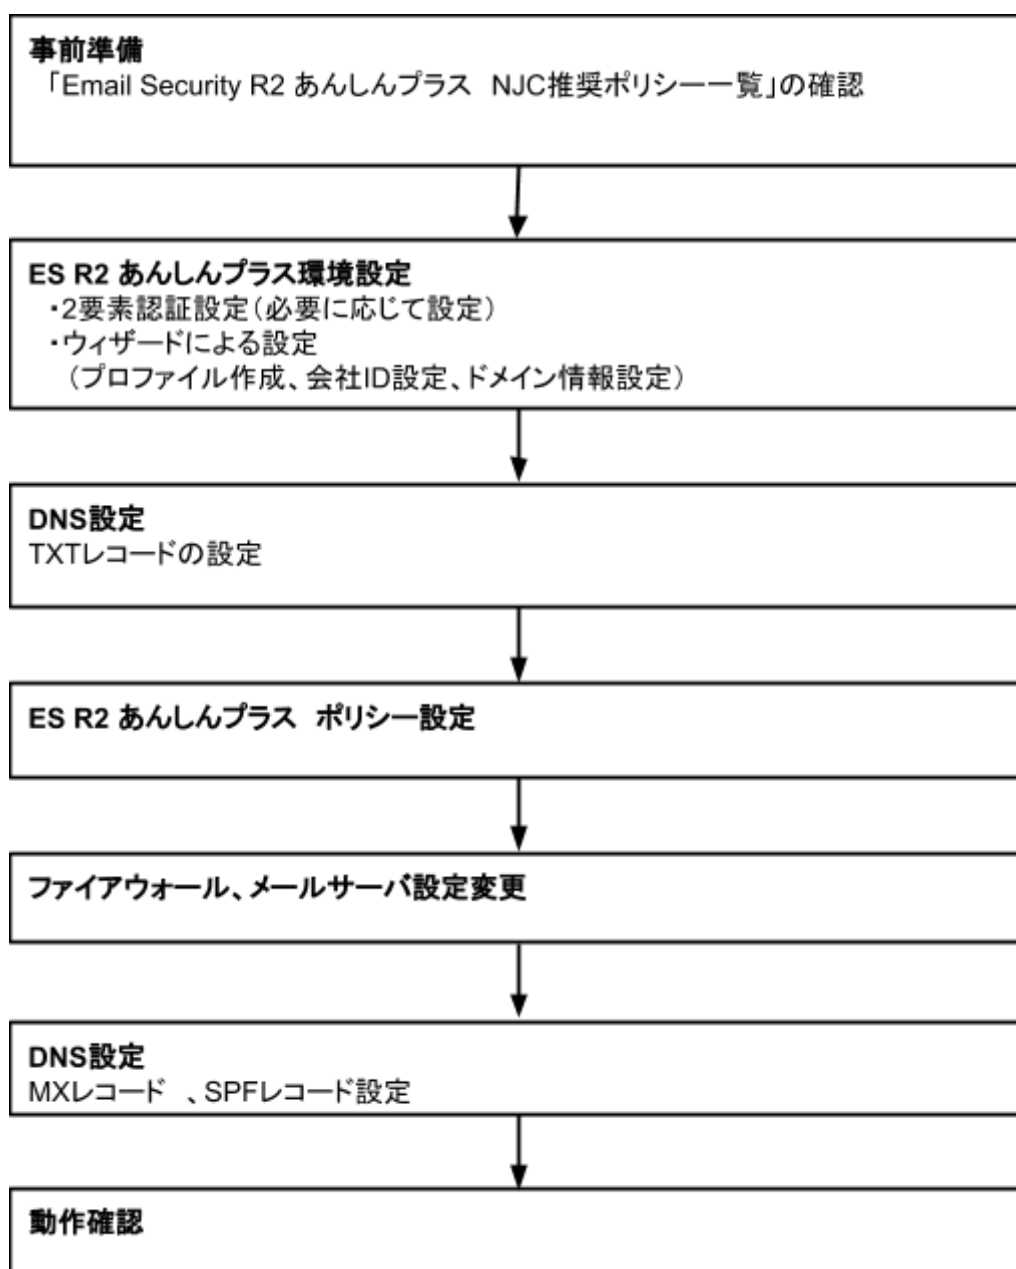 事前準備
「Email Security R2 あんしんプラス　NJC推奨ポリシー一覧」の確認
ES R2 あんしんプラス環境設定
・2要素認証設定（必要に応じて設定）
・ウィザードによる設定
（プロファイル作成、会社ID設定、ドメイン情報設定）
DNS設定
TXTレコードの設定
ES R2 あんしんプラス　ポリシー設定
ファイアウォール、メールサーバ設定変更
DNS設定
MXレコード　、SPFレコード設定
動作確認